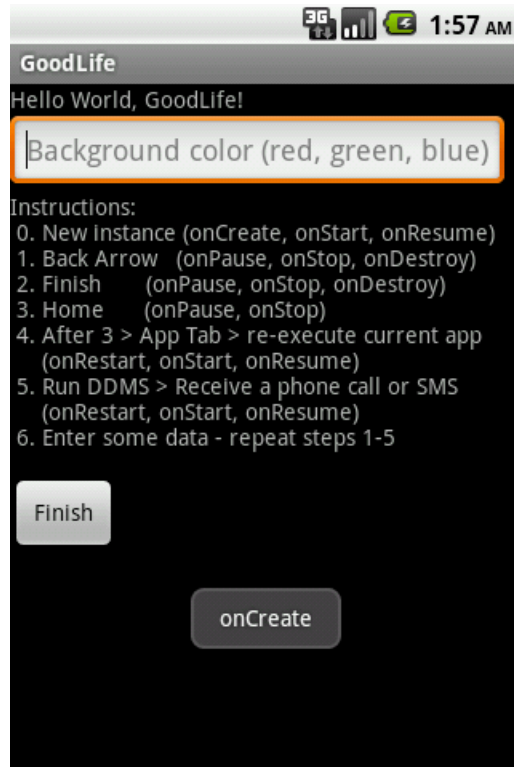 3G 1:57 AM
GoodLife
Hello World, GoodLife!
Background color (red, green, blue)
Instructions:
0. New instance (onCreate, onStart, onResume)
1. Back Arrow (onPause, onStop, onDestroy)
2. Finish (onPause, onStop, onDestroy)
3. Home (onPause, onStop)
4. After 3 > App Tab > re-execute current app
(onRestart, onStart, onResume)
5. Run DDMS > Receive a phone call or SMS
(onRestart, onStart, onResume)
6. Enter some data - repeat steps 1-5
Finish
onCreate